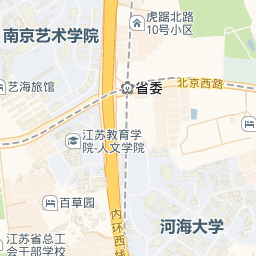 虎踞北路
10号小区
南京艺术学院
艺海旅馆
省委
北京西路
江苏教育学
院-人文学院
百草园
内环西线
河海大学
江苏省总工
会干部学校